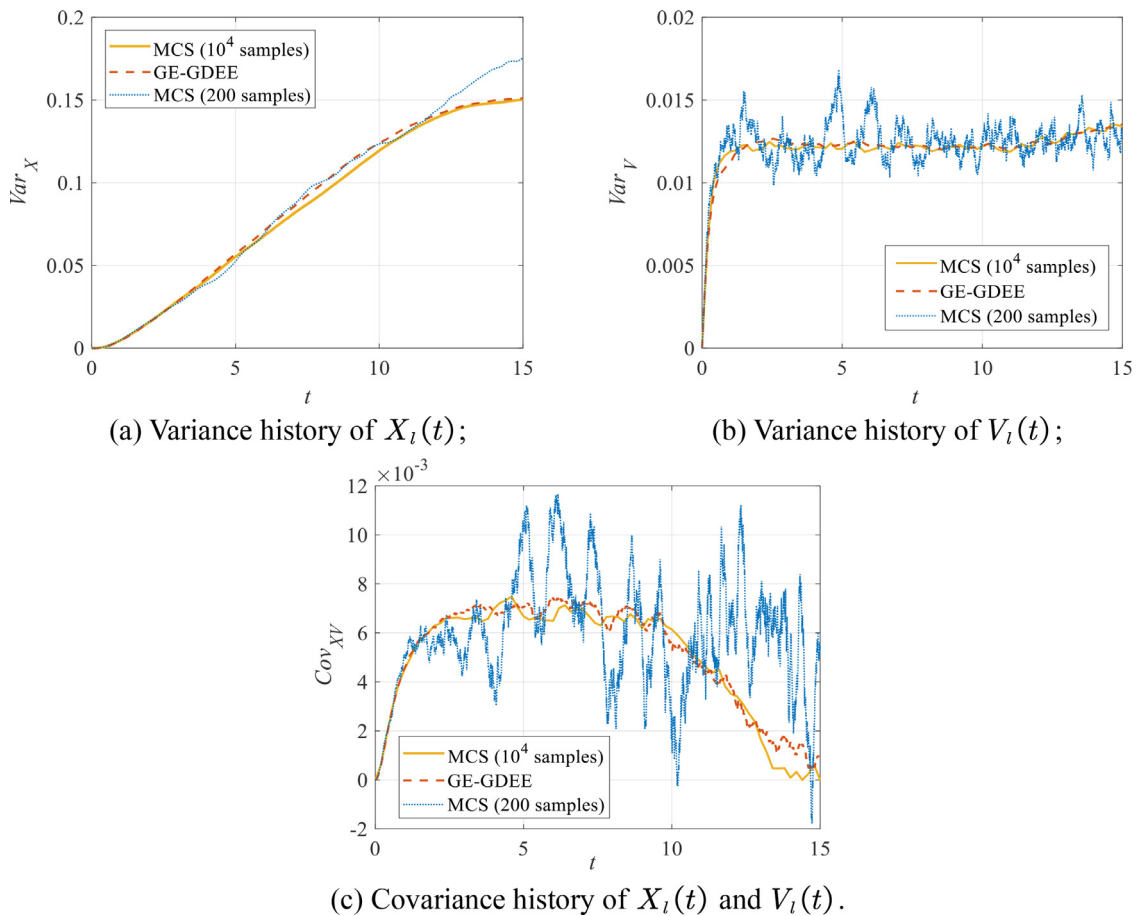 0.2
0.15
0.1
0.05
0
Var_X
MCS (10^4 samples)
GE-GDEE
MCS (200 samples)
0 5 10 15
t
(a) Variance history of X_l(t);
0.02
0.015
0.01
0.005
0
Var_V
MCS (10^4 samples)
GE-GDEE
MCS (200 samples)
0 5 10 15
t
(b) Variance history of V_l(t);
×10^-3
12
10
8
6
4
2
0
-2
Cov_XV
MCS (10^4 samples)
GE-GDEE
MCS (200 samples)
0 5 10 15
t
(c) Covariance history of X_l(t) and V_l(t).